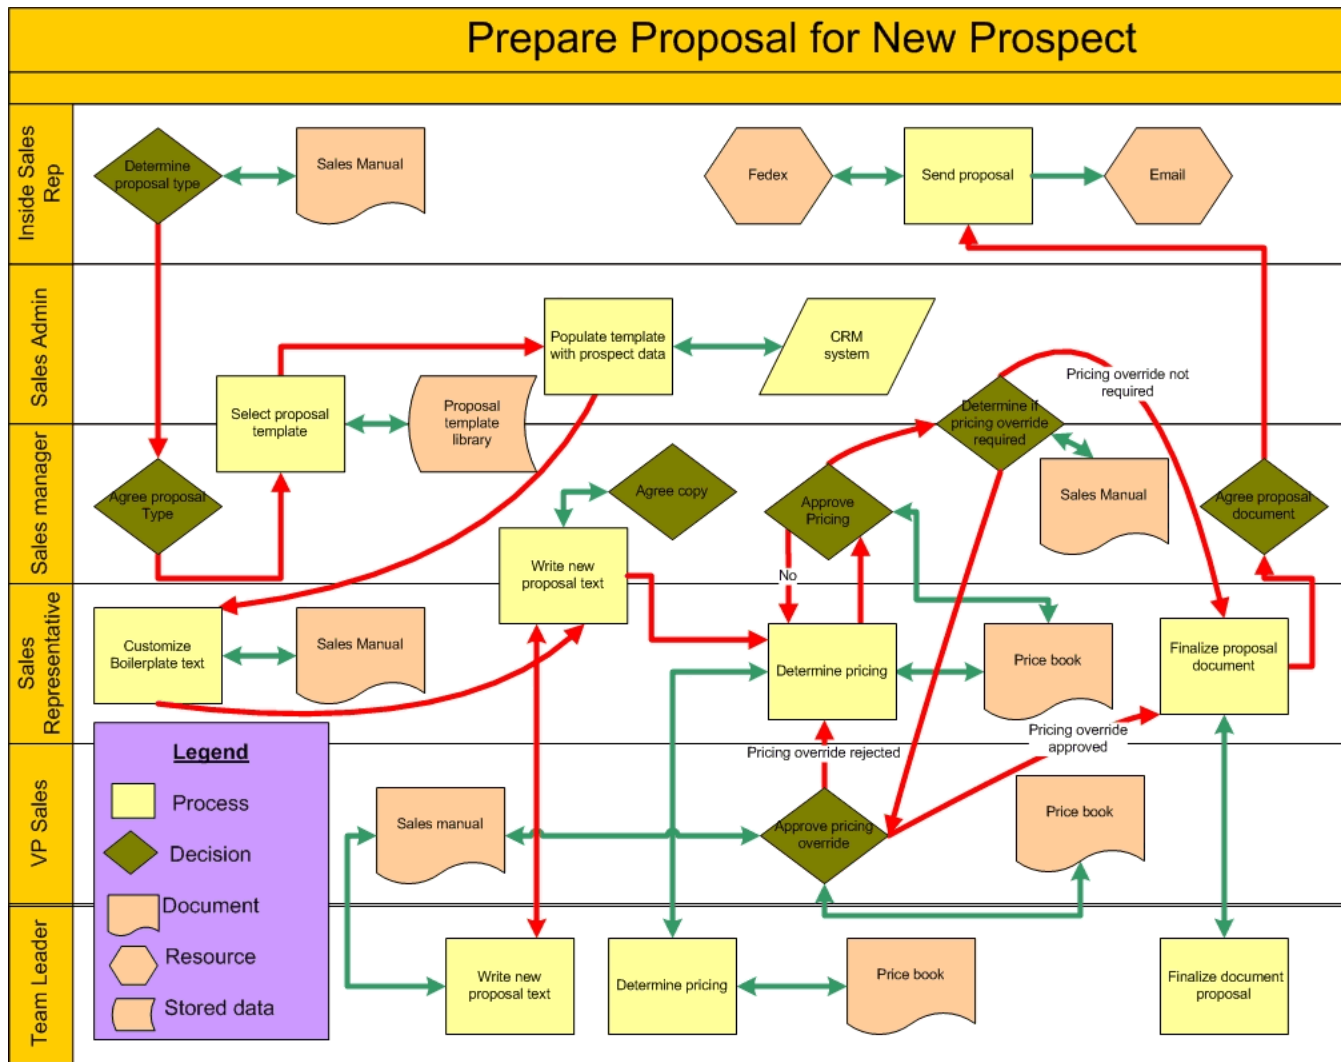 Prepare Proposal for New Prospect
Inside Sales
Rep
Determine
proposal type
Sales Manual
Fedex
Send proposal
Email
Sales Admin
Populate template
with prospect data
CRM
system
Select proposal
template
Proposal
template
library
Determine if
pricing override
required
Pricing override not
required
Sales manager
Agree proposal
Type
Agree copy
Write new
proposal text
Approve
Pricing
No
Sales Manual
Agree proposal
document
Sales
Representative
Customize
Boilerplate text
Sales Manual
Determine pricing
Price book
Finalize proposal
document
Pricing override rejected
Pricing override
approved
VP Sales
Sales manual
Approve pricing
override
Price book
Team Leader
Write new
proposal text
Determine pricing
Price book
Finalize document
proposal
Legend
Process
Decision
Document
Resource
Stored data